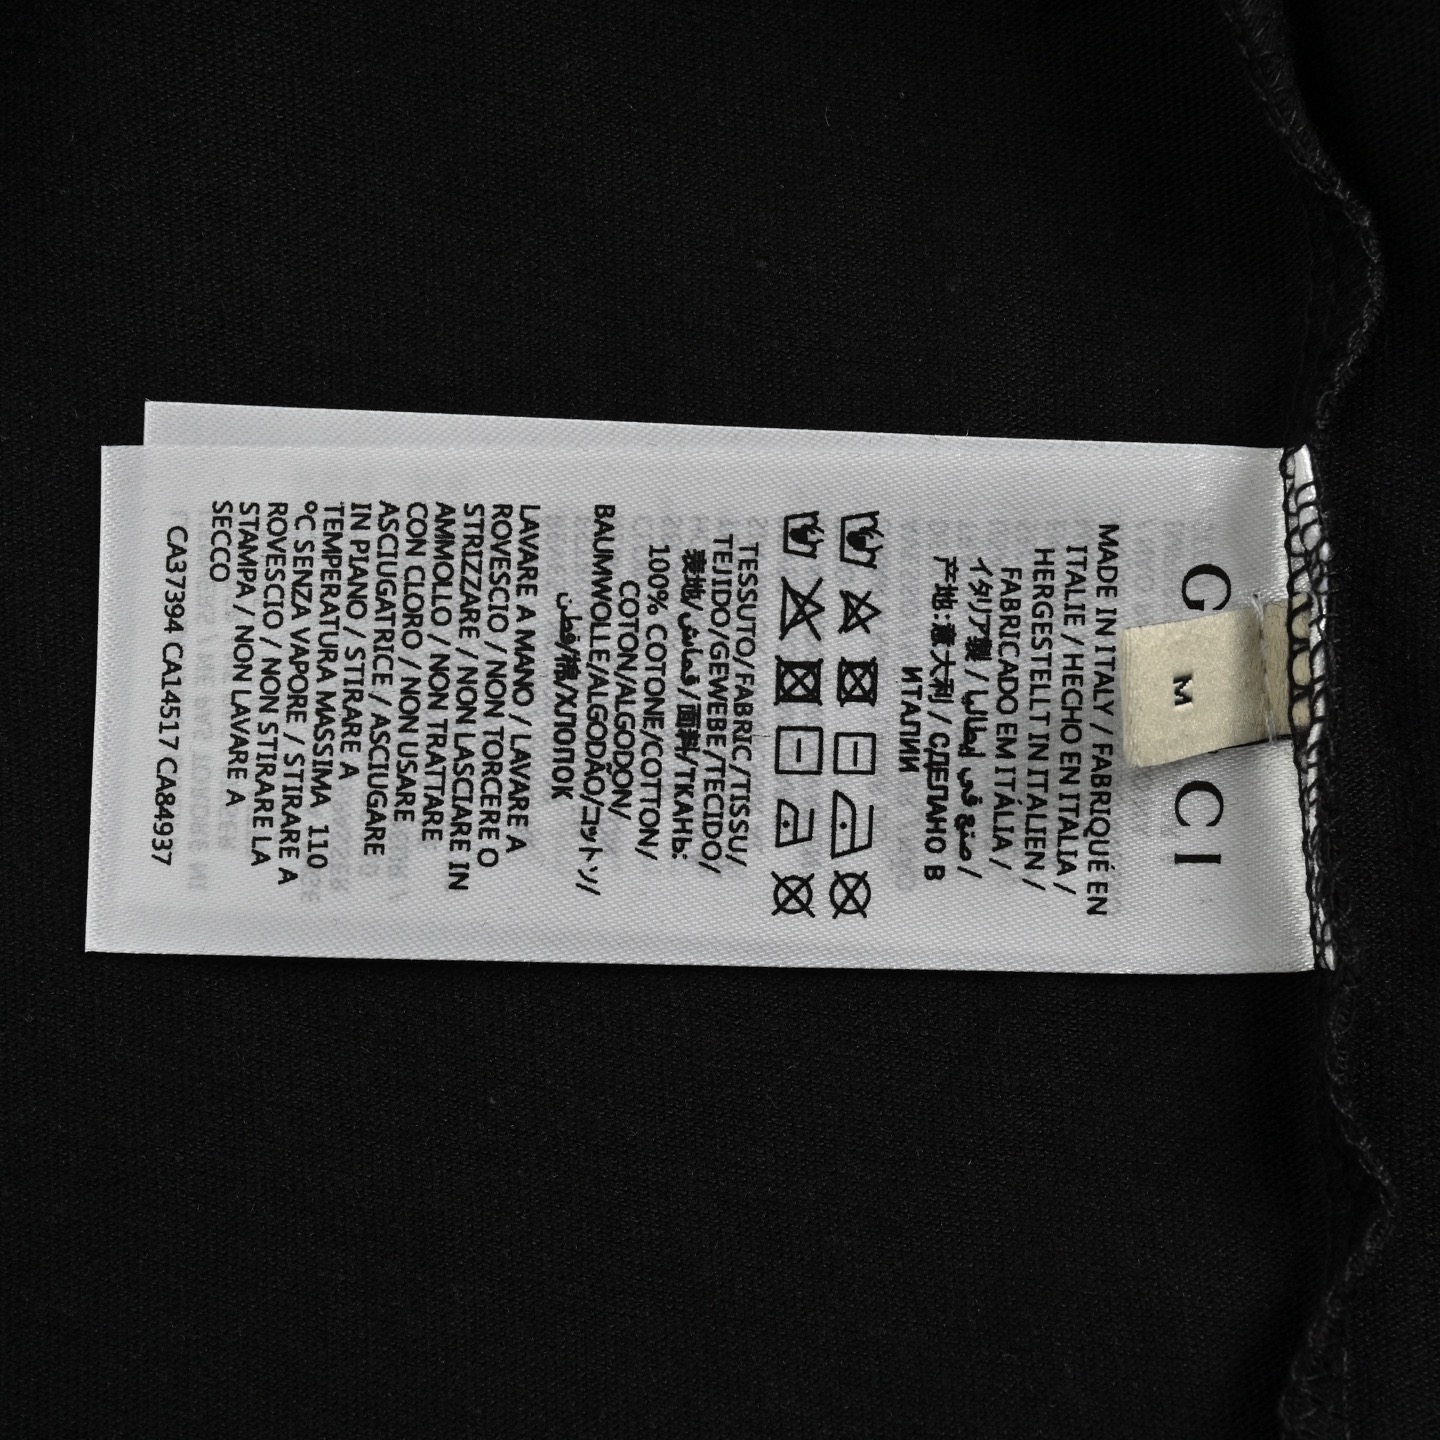 G CI
M
MADE IN ITALY / FABRIQUÉ EN
ITALIE / HECHO EN ITALIA /
HERGESTELLT IN ITALIEN /
FABRICADO EM ITÁLIA /
イタリア製 / صنع في إيطاليا /
产地:意大利 / СДЕЛАНО В
ИТАЛИИ
TESSUTO/FABRIC/TISSU/
TEJIDO/GEWEBE/TECIDO/
表地/قماش/面料/ТКАНЬ:
100% COTONE/COTTON/
COTON/ALGODON/
BAUMWOLLE/ALGODÃO/コットン/
قطن/棉/ХЛОПОК
LAVARE A MANO / LAVARE A
ROVESCIO / NON TORCERE O
STRIZZARE / NON LASCIARE IN
AMMOLLO / NON TRATTARE
CON CLORO / NON USARE
ASCIUGATRICE / ASCIUGARE
IN PIANO / STIRARE A
TEMPERATURA MASSIMA 110
°C SENZA VAPORE / STIRARE A
ROVESCIO / NON STIRARE LA
STAMPA / NON LAVARE A
SECCO
CA37394 CA14517 CA84937